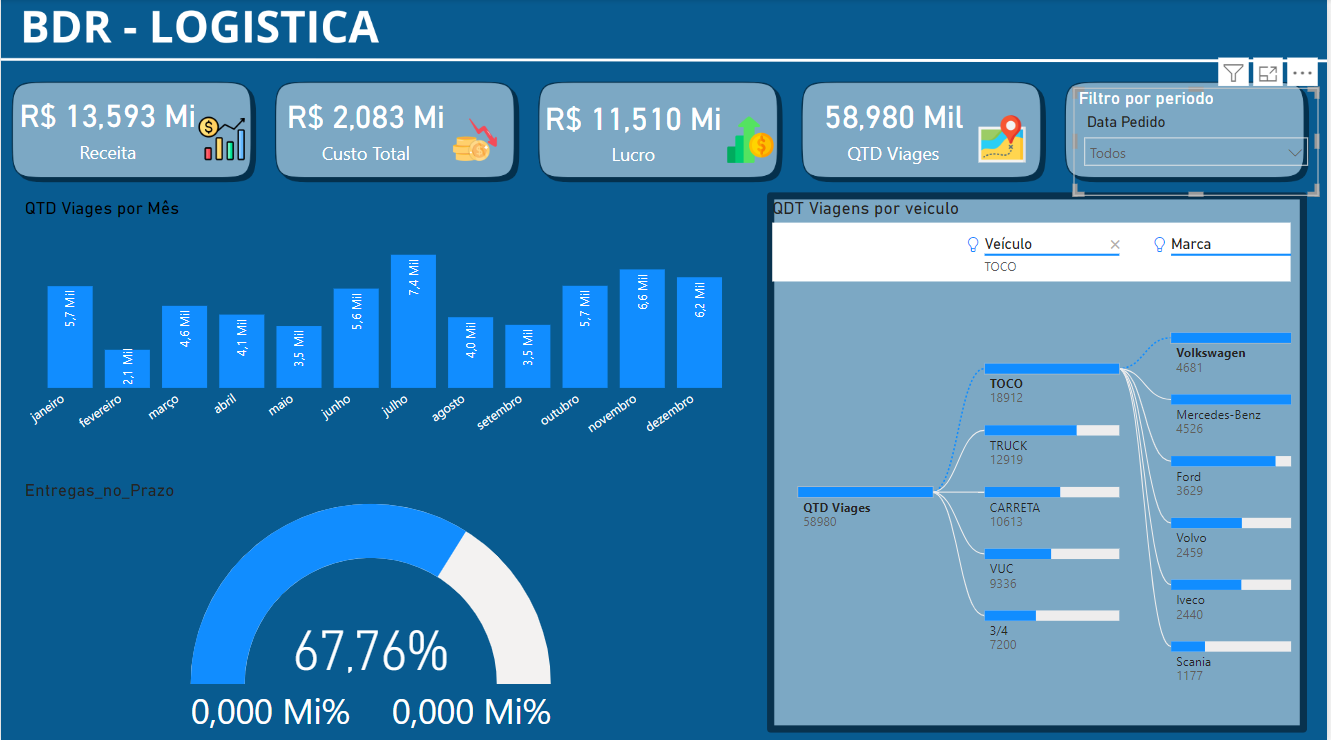 BDR - LOGISTICA
R$ 13,593 Mi
Receita
R$ 2,083 Mi
Custo Total
R$ 11,510 Mi
Lucro
58,980 Mil
QTD Viages
Filtro por periodo
Data Pedido
Todos
QTD Viages por Mês
5,7 Mil
2,1 Mil
4,6 Mil
4,1 Mil
3,5 Mil
5,6 Mil
7,4 Mil
4,0 Mil
3,5 Mil
5,7 Mil
6,6 Mil
6,2 Mil
janeiro
fevereiro
março
abril
maio
junho
julho
agosto
setembro
outubro
novembro
dezembro
Entregas_no_Prazo
67,76%
0,000 Mi%
0,000 Mi%
QDT Viagens por veiculo
Veículo
TOCO
Marca
QTD Viages
58980
TOCO
18912
TRUCK
12919
CARRETA
10613
VUC
9336
3/4
7200
Volkswagen
4681
Mercedes-Benz
4526
Ford
3629
Volvo
2459
Iveco
2440
Scania
1177